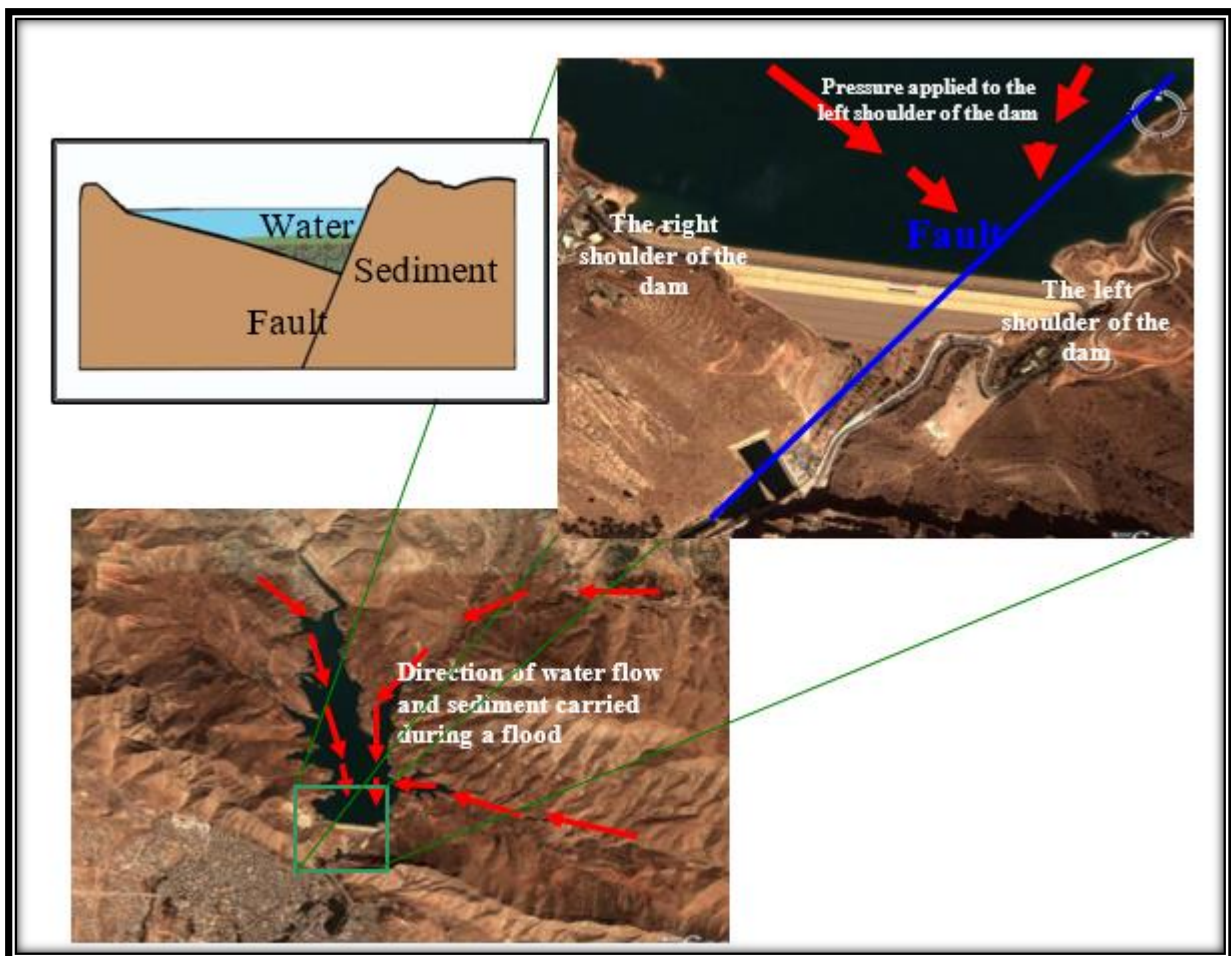 Water
Sediment
Fault
Pressure applied to the
left shoulder of the dam
The right
shoulder of the
dam
Fault
The left
shoulder of the
dam
Direction of water flow
and sediment carried
during a flood